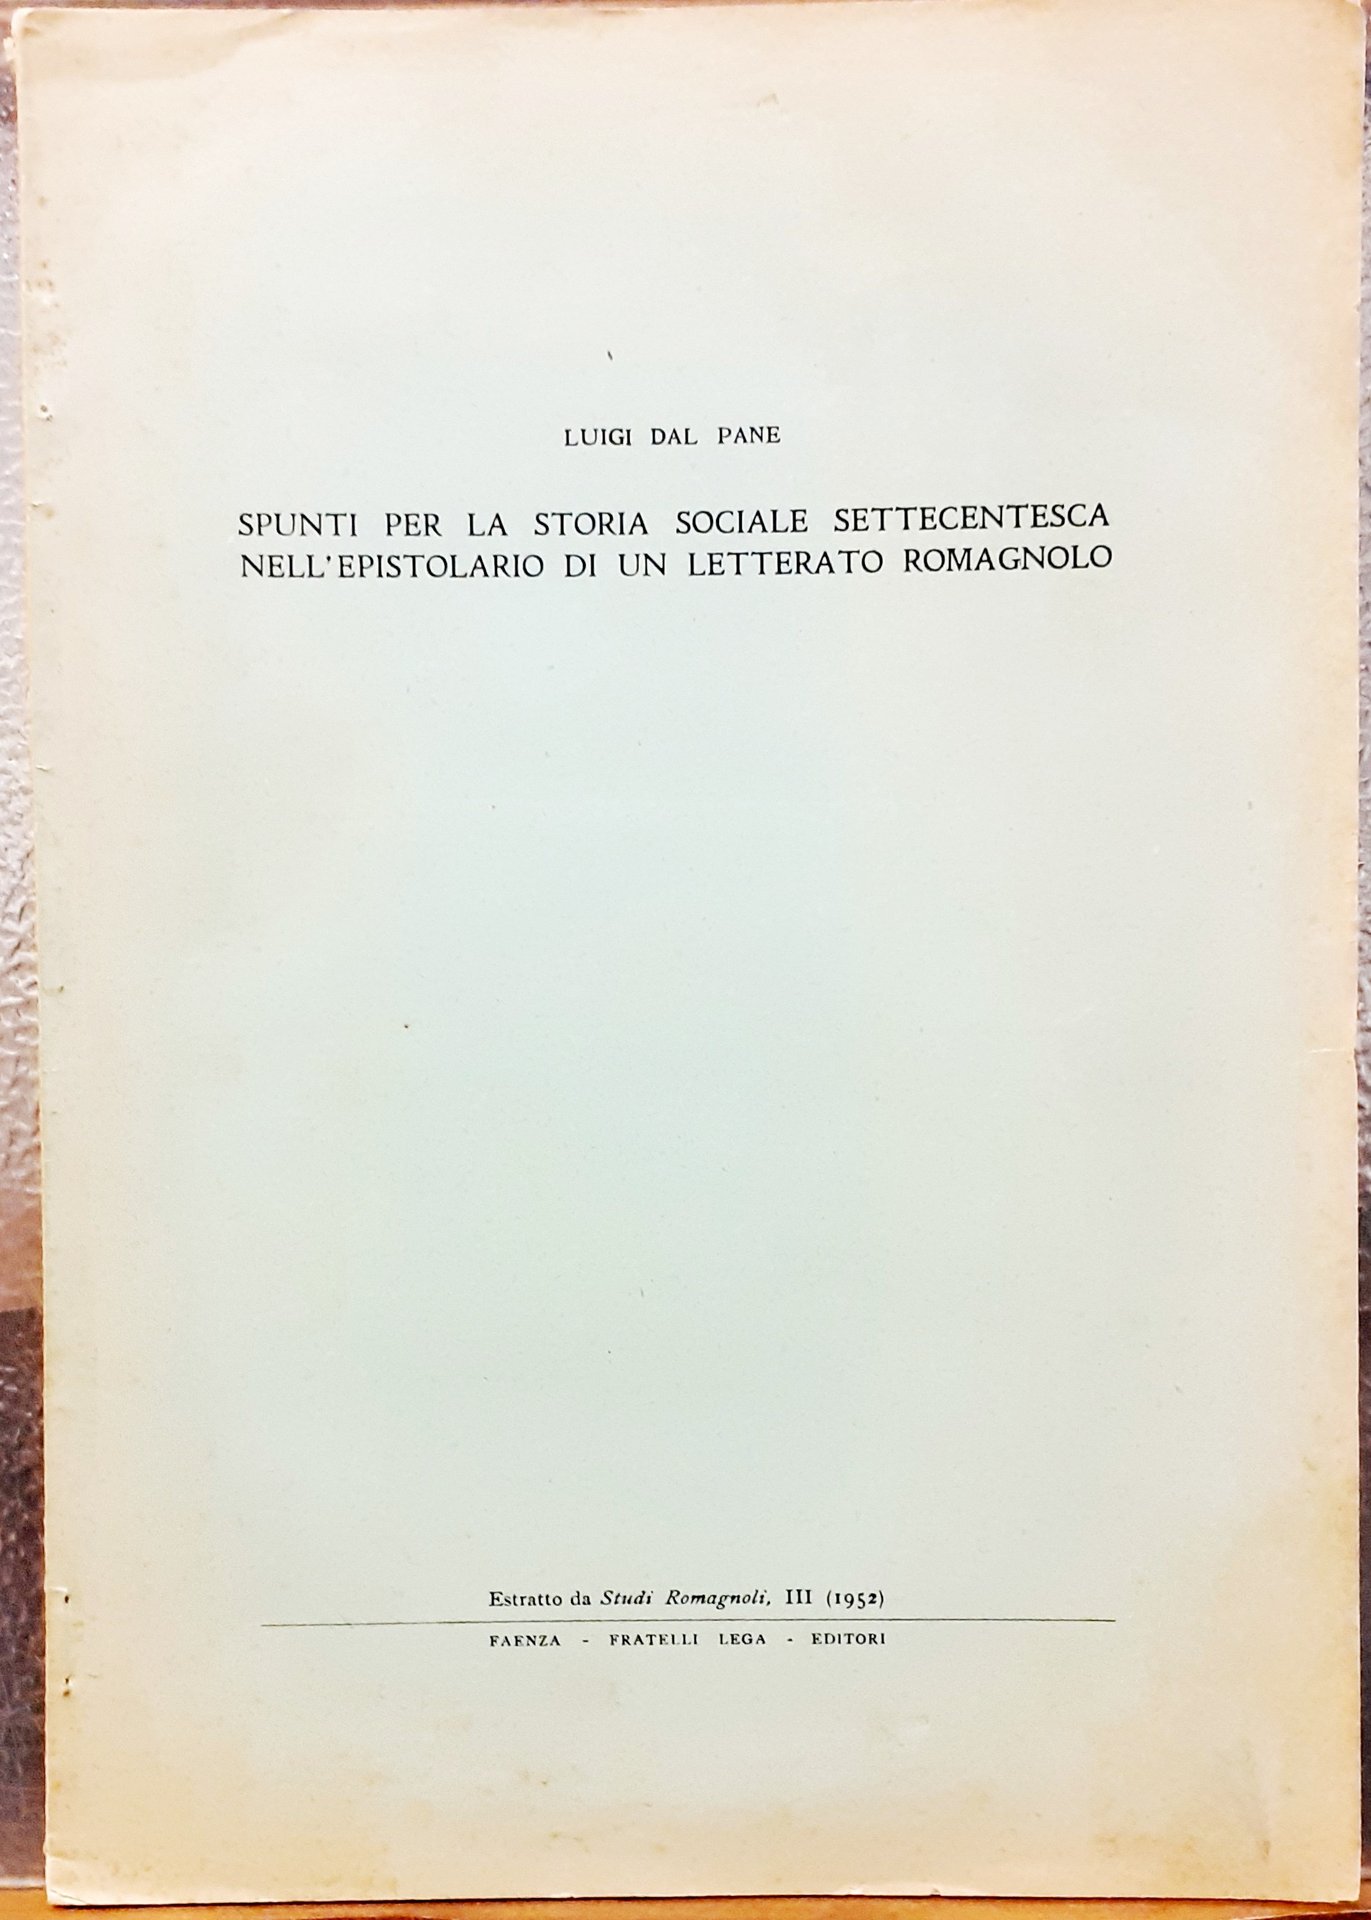 LUIGI DAL PANE
SPUNTI PER LA STORIA SOCIALE SETTECENTESCA
NELL'EPISTOLARIO DI UN LETTERATO ROMAGNOLO
Estratto da Studi Romagnoli, III (1952)
FAENZA - FRATELLI LEGA - EDITORI